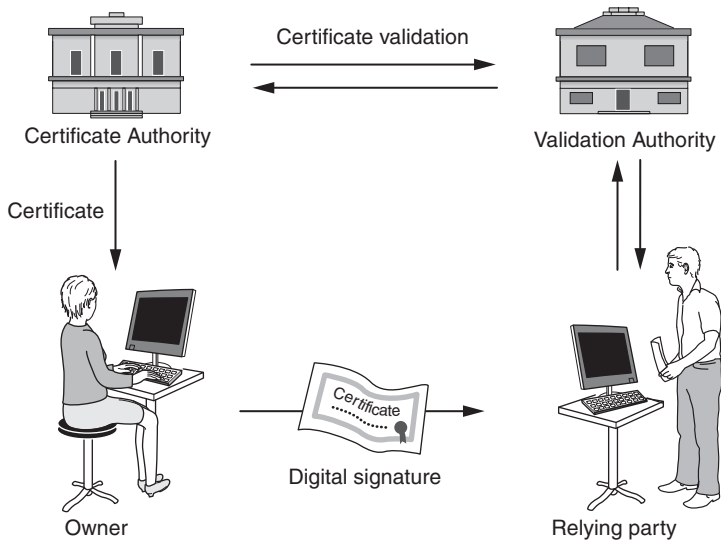 Certificate validation
Certificate Authority
Validation Authority
Certificate
Certificate
Digital signature
Owner
Relying party